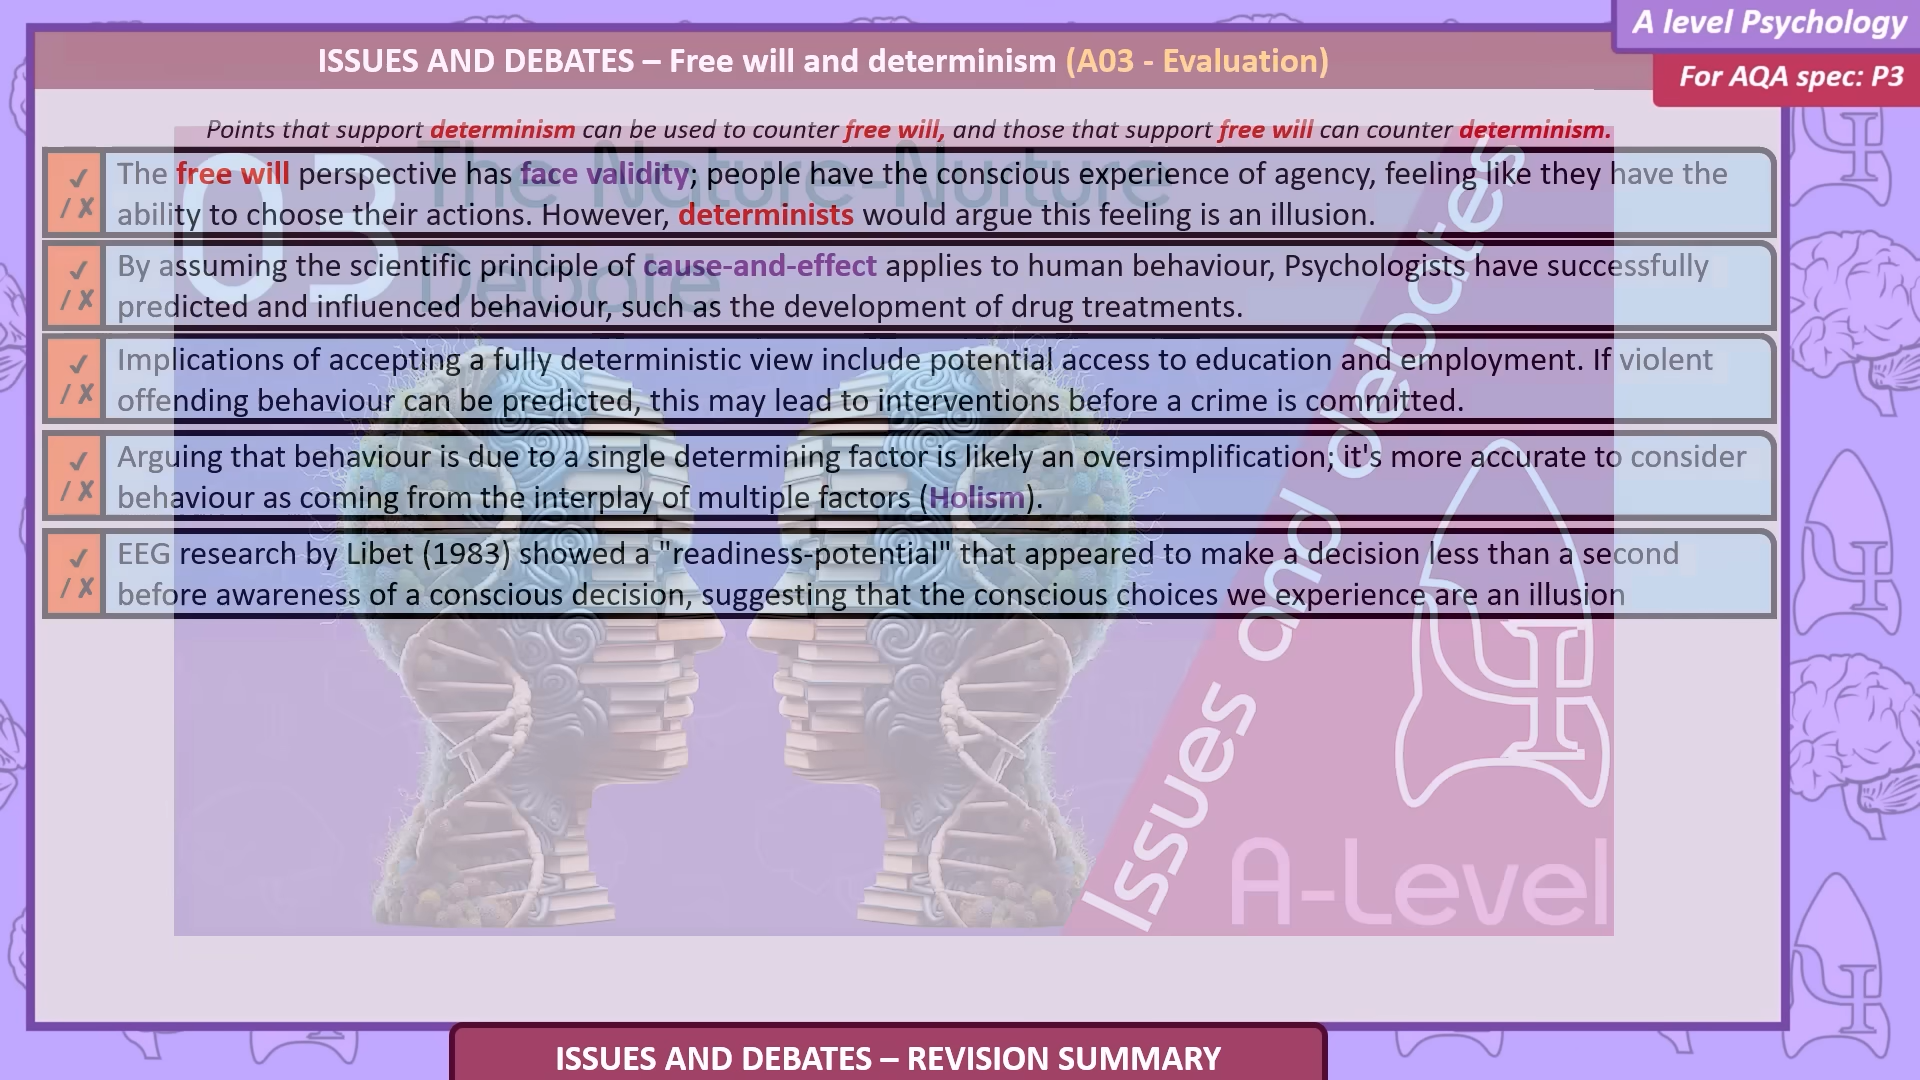 A level Psychology
For AQA spec: P3
ISSUES AND DEBATES – Free will and determinism (A03 - Evaluation)
Points that support determinism can be used to counter free will, and those that support free will can counter determinism.
✓ / ✗
The free will perspective has face validity; people have the conscious experience of agency, feeling like they have the
ability to choose their actions. However, determinists would argue this feeling is an illusion.
✓ / ✗
By assuming the scientific principle of cause-and-effect applies to human behaviour, Psychologists have successfully
predicted and influenced behaviour, such as the development of drug treatments.
✓ / ✗
Implications of accepting a fully deterministic view include potential access to education and employment. If violent
offending behaviour can be predicted, this may lead to interventions before a crime is committed.
✓ / ✗
Arguing that behaviour is due to a single determining factor is likely an oversimplification; it's more accurate to consider
behaviour as coming from the interplay of multiple factors (Holism).
✓ / ✗
EEG research by Libet (1983) showed a "readiness-potential" that appeared to make a decision less than a second
before awareness of a conscious decision, suggesting that the conscious choices we experience are an illusion
03
The Nature-Nurture
Debate
Issues and debates
A-Level
ISSUES AND DEBATES – REVISION SUMMARY